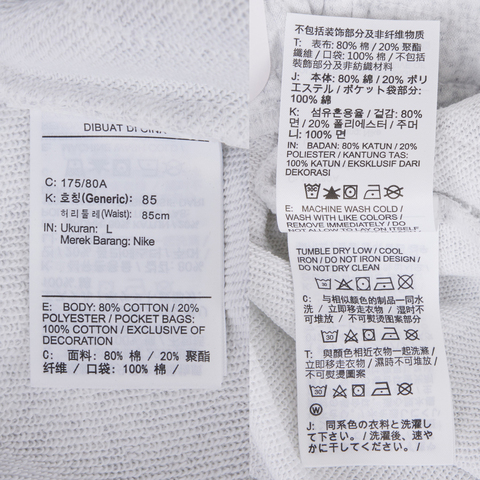 DIBUAT DI CINA
C: 175/80A
K: 호칭(Generic): 85
허리둘레(Waist): 85cm
IN: Ukuran: L
Merek Barang: Nike
E: BODY: 80% COTTON / 20%
POLYESTER / POCKET BAGS:
100% COTTON / EXCLUSIVE OF
DECORATION
C: 面料: 80% 棉 / 20% 聚酯
纤维 / 口袋: 100% 棉 /
不包括装饰部分及非纤维物质
T: 表布: 80% 棉 / 20% 聚酯
纖維 / 口袋: 100% 棉 / 不包括
裝飾部分及非紡織材料
J: 本体: 80% 綿 / 20% ポリ
エステル / ポケット袋部分:
100% 綿
K: 섬유혼용율 / 겉감: 80%
면 / 20% 폴리에스터 / 주머
니: 100% 면
IN: BADAN: 80% KATUN / 20%
POLIESTER / KANTUNG TAS:
100% KATUN / EKSKLUSIF DARI
DEKORASI
E: MACHINE WASH COLD /
WASH WITH LIKE COLORS /
REMOVE IMMEDIATELY / DO
NOT ALLOW TO LAY ON ITSELF
TUMBLE DRY LOW / COOL
IRON / DO NOT IRON DESIGN /
DO NOT DRY CLEAN
C: 与相似颜色的制品一同水
洗 / 立即移走衣物 / 湿时不
可堆放 / 不可熨烫图案部分
T: 與顏色相近衣物一起洗滌 /
立即移走衣物 / 濕時不可堆
放 / 不可熨燙圖案
J: 同系色の衣料と洗濯し
て下さい / 洗濯後、速や
かに干してください /